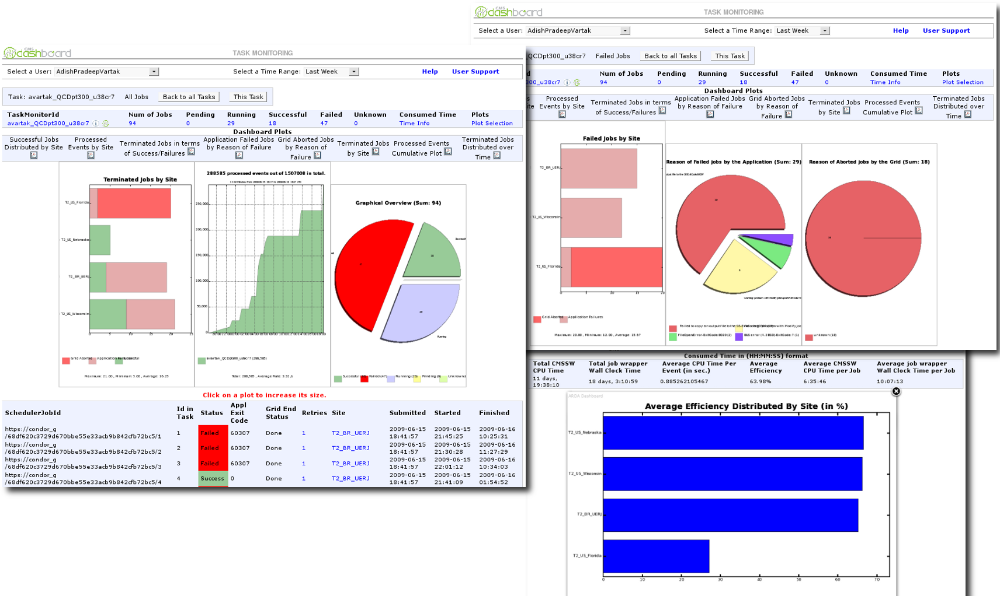 CMS
dashboard
TASK MONITORING
Select a User: AdishPradeepVartak
Select a Time Range: Last Week
Help
User Support
Task: avartak_QCDpt300_u38cr7 All Jobs Back to all Tasks This Task
TaskMonitorId Num of Jobs Pending Running Successful Failed Unknown Consumed Time Plots
avartak_QCDpt300_u38cr7 94 0 29 18 47 0 Time Info Plot Selection
Dashboard Plots
Successful Jobs Distributed by Site
Processed Events by Site
Terminated Jobs in terms of Success/Failures
Application Failed Jobs by Reason of Failure
Grid Aborted Jobs by Reason of Failure
Terminated Jobs by Site
Processed Events Cumulative Plot
Terminated Jobs Distributed over Time
Terminated Jobs by Site
T2_US_Florida
T2_US_Nebraska
T2_BR_UERJ
T2_US_Wisconsin
0 5 10 15 20 25
Grid Aborted Application Failures Successful
Maximum: 21.00 , Minimum: 5.00 , Average: 16.25
288585 processed events out of 1507008 in total.
250,000
200,000
150,000
100,000
50,000
0
avartak_QCDpt300_u38cr7 (288,585)
Total: 288,585 , Average Rate: 3.32 /s
Graphical Overview (Sum: 94)
Running
Successful Failed (47) Running (29) Pending (0) Unknown
Click on a plot to increase its size.
SchedulerJobId Id in Task Status Appl Exit Code Grid End Status Retries Site Submitted Started Finished
https://condor_g /68df620c3729d670bbe55e33acb9b842cfb72bc5/1 1 Failed 60307 Done 1 T2_BR_UERJ 2009-06-15 18:41:57 2009-06-15 21:45:25 2009-06-16 10:25:31
https://condor_g /68df620c3729d670bbe55e33acb9b842cfb72bc5/2 2 Failed 60307 Done 1 T2_BR_UERJ 2009-06-15 18:41:57 2009-06-15 21:30:28 2009-06-16 11:27:29
https://condor_g /68df620c3729d670bbe55e33acb9b842cfb72bc5/3 3 Failed 60307 Done 1 T2_BR_UERJ 2009-06-15 18:41:57 2009-06-15 22:01:12 2009-06-16 10:34:03
https://condor_g /68df620c3729d670bbe55e33acb9b842cfb72bc5/4 4 Success 0 Done 1 T2_BR_UERJ 2009-06-15 18:41:57 2009-06-15 21:41:09 2009-06-16 01:54:52
CMS
dashboard
TASK MONITORING
Select a User: AdishPradeepVartak
Select a Time Range: Last Week
Help
User Support
QCDpt300_u38cr7 Failed Jobs Back to all Tasks This Task
d Num of Jobs Pending Running Successful Failed Unknown Consumed Time Plots
00_u38cr7 94 0 29 18 47 0 Time Info Plot Selection
Dashboard Plots
Processed Events by Site
Terminated Jobs in terms of Success/Failures
Application Failed Jobs by Reason of Failure
Grid Aborted Jobs by Reason of Failure
Terminated Jobs by Site
Processed Events Cumulative Plot
Terminated Jobs Distributed over Time
Failed Jobs by Site
T2_BR_UERJ
T2_US_Wisconsin
T2_US_Florida
0 5 10 15 20
Grid Aborted Application Failures
Maximum: 20.00 , Minimum: 12.00 , Average: 15.67
Reason of Failed jobs by the Application (Sum: 29)
FileOpenError-ExitCode:8020 (2) BUS error (4.2BSD)-ExitCode:7 (1)
Reason of Aborted jobs by the Grid (Sum: 18)
unknown (18)
Consumed Time in (HH:MM:SS) format
Total CMSSW CPU Time
Total job wrapper Wall Clock Time
Average CPU Time Per Event (in sec.)
Average Efficiency
Average CMSSW CPU Time per Job
Average job wrapper Wall Clock Time per Job
11 days, 19:38:10 18 days, 3:10:59 0.885262105467 63.98% 6:35:46 10:07:13
ARDA Dashboard
Average Efficiency Distributed By Site (in %)
T2_US_Nebraska
T2_US_Wisconsin
T2_BR_UERJ
T2_US_Florida
0 10 20 30 40 50 60 70